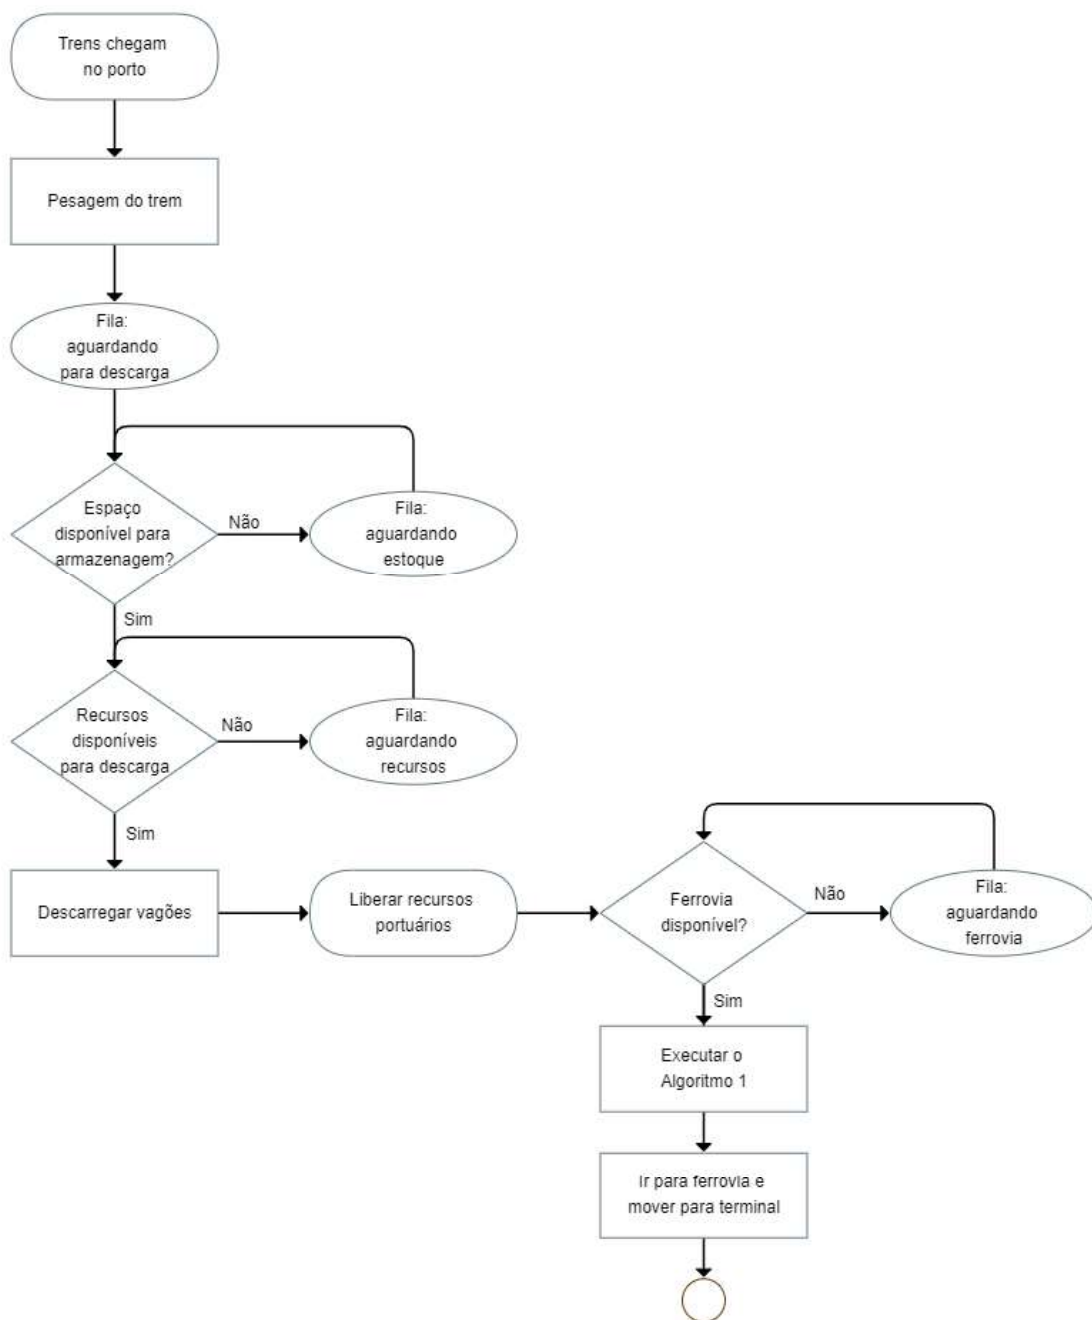 Trens chegam
no porto
Pesagem do trem
Fila:
aguardando
para descarga
Espaço
disponível para
armazenagem?
Não
Fila:
aguardando
estoque
Sim
Recursos
disponíveis
para descarga
Não
Fila:
aguardando
recursos
Sim
Descarregar vagões
Liberar recursos
portuários
Ferrovia
disponível?
Não
Fila:
aguardando
ferrovia
Sim
Executar o
Algoritmo 1
Ir para ferrovia e
mover para terminal